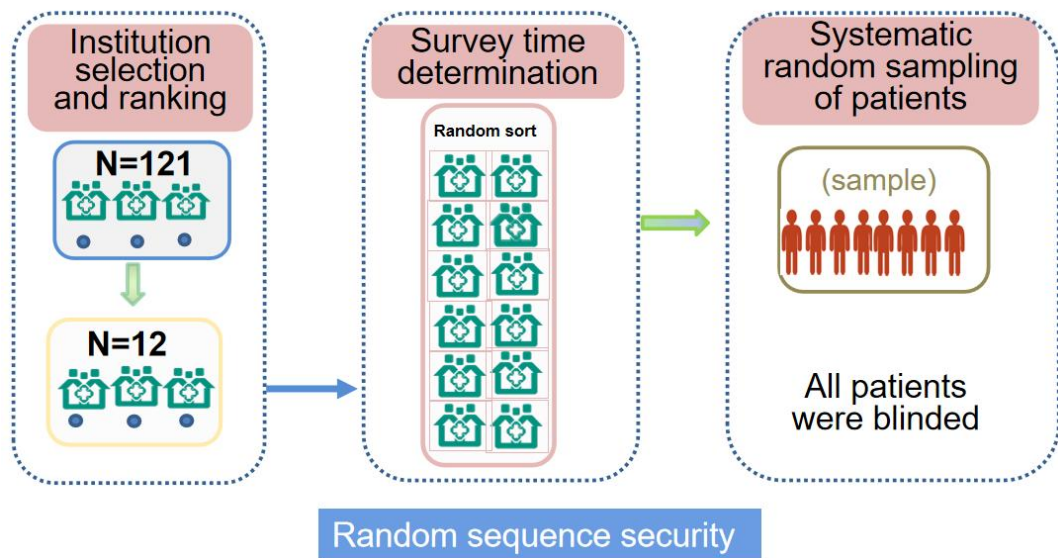 Institution
selection
and ranking
N=121
N=12
Survey time
determination
Random sort
Systematic
random sampling
of patients
(sample)
All patients
were blinded
Random sequence security